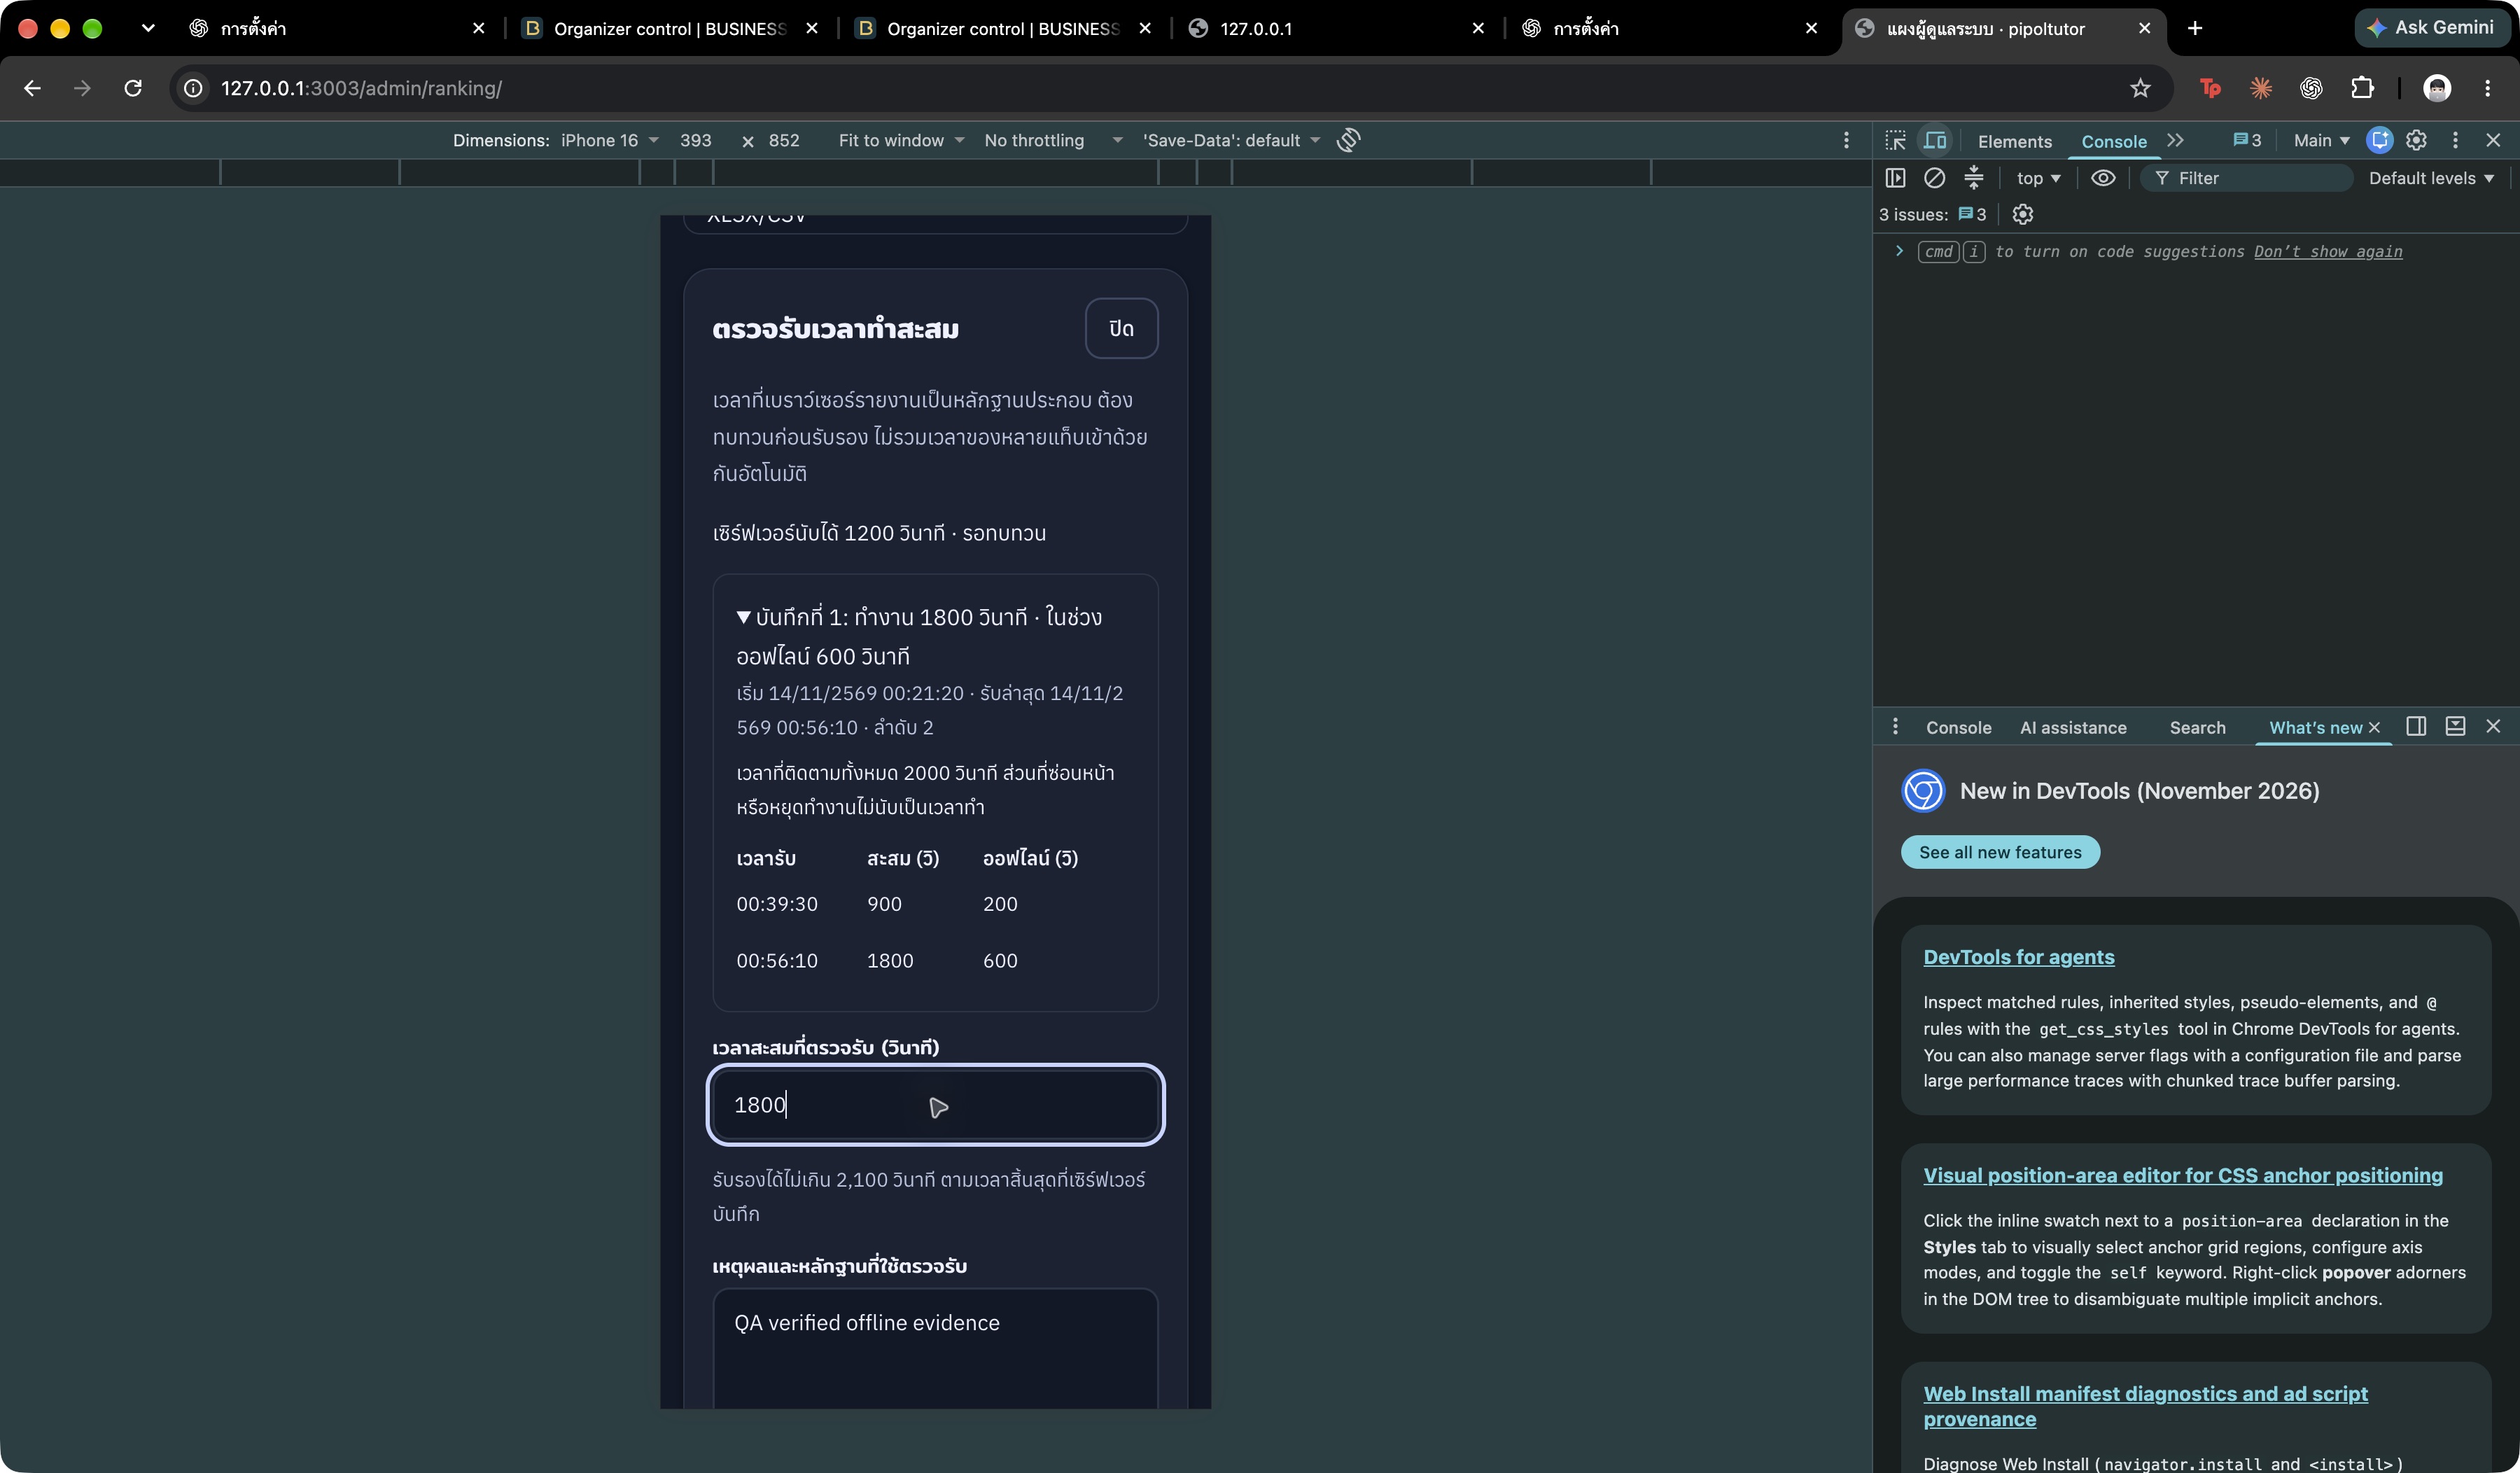 การตั้งค่า
Organizer control | BUSINESS
Organizer control | BUSINESS
127.0.0.1
การตั้งค่า
แผงผู้ดูแลระบบ · pipoltutor
Ask Gemini
127.0.0.1:3003/admin/ranking/
Dimensions: iPhone 16 393 × 852 Fit to window No throttling 'Save-Data': default
Elements Console 3 Main
top Filter Default levels
3 issues: 3
cmd i to turn on code suggestions Don't show again
XLSX/CSV
ตรวจรับเวลาทำสะสม
ปิด
เวลาที่เบราว์เซอร์รายงานเป็นหลักฐานประกอบ ต้อง
ทบทวนก่อนรับรอง ไม่รวมเวลาของหลายแท็บเข้าด้วย
กันอัตโนมัติ
เซิร์ฟเวอร์นับได้ 1200 วินาที · รอทบทวน
▼ บันทึกที่ 1: ทำงาน 1800 วินาที · ในช่วง
ออฟไลน์ 600 วินาที
เริ่ม 14/11/2569 00:21:20 · รับล่าสุด 14/11/2
569 00:56:10 · ลำดับ 2
เวลาที่ติดตามทั้งหมด 2000 วินาที ส่วนที่ซ่อนหน้า
หรือหยุดทำงานไม่นับเป็นเวลาทำ
เวลารับ สะสม (วิ) ออฟไลน์ (วิ)
00:39:30 900 200
00:56:10 1800 600
เวลาสะสมที่ตรวจรับ (วินาที)
1800
รับรองได้ไม่เกิน 2,100 วินาที ตามเวลาสิ้นสุดที่เซิร์ฟเวอร์
บันทึก
เหตุผลและหลักฐานที่ใช้ตรวจรับ
QA verified offline evidence
Console AI assistance Search What's new
New in DevTools (November 2026)
See all new features
DevTools for agents
Inspect matched rules, inherited styles, pseudo-elements, and @
rules with the get_css_styles tool in Chrome DevTools for agents.
You can also manage server flags with a configuration file and parse
large performance traces with chunked trace buffer parsing.
Visual position-area editor for CSS anchor positioning
Click the inline swatch next to a position-area declaration in the
Styles tab to visually select anchor grid regions, configure axis
modes, and toggle the self keyword. Right-click popover adorners
in the DOM tree to disambiguate multiple implicit anchors.
Web Install manifest diagnostics and ad script
provenance
Diagnose Web Install (navigator.install and <install>)